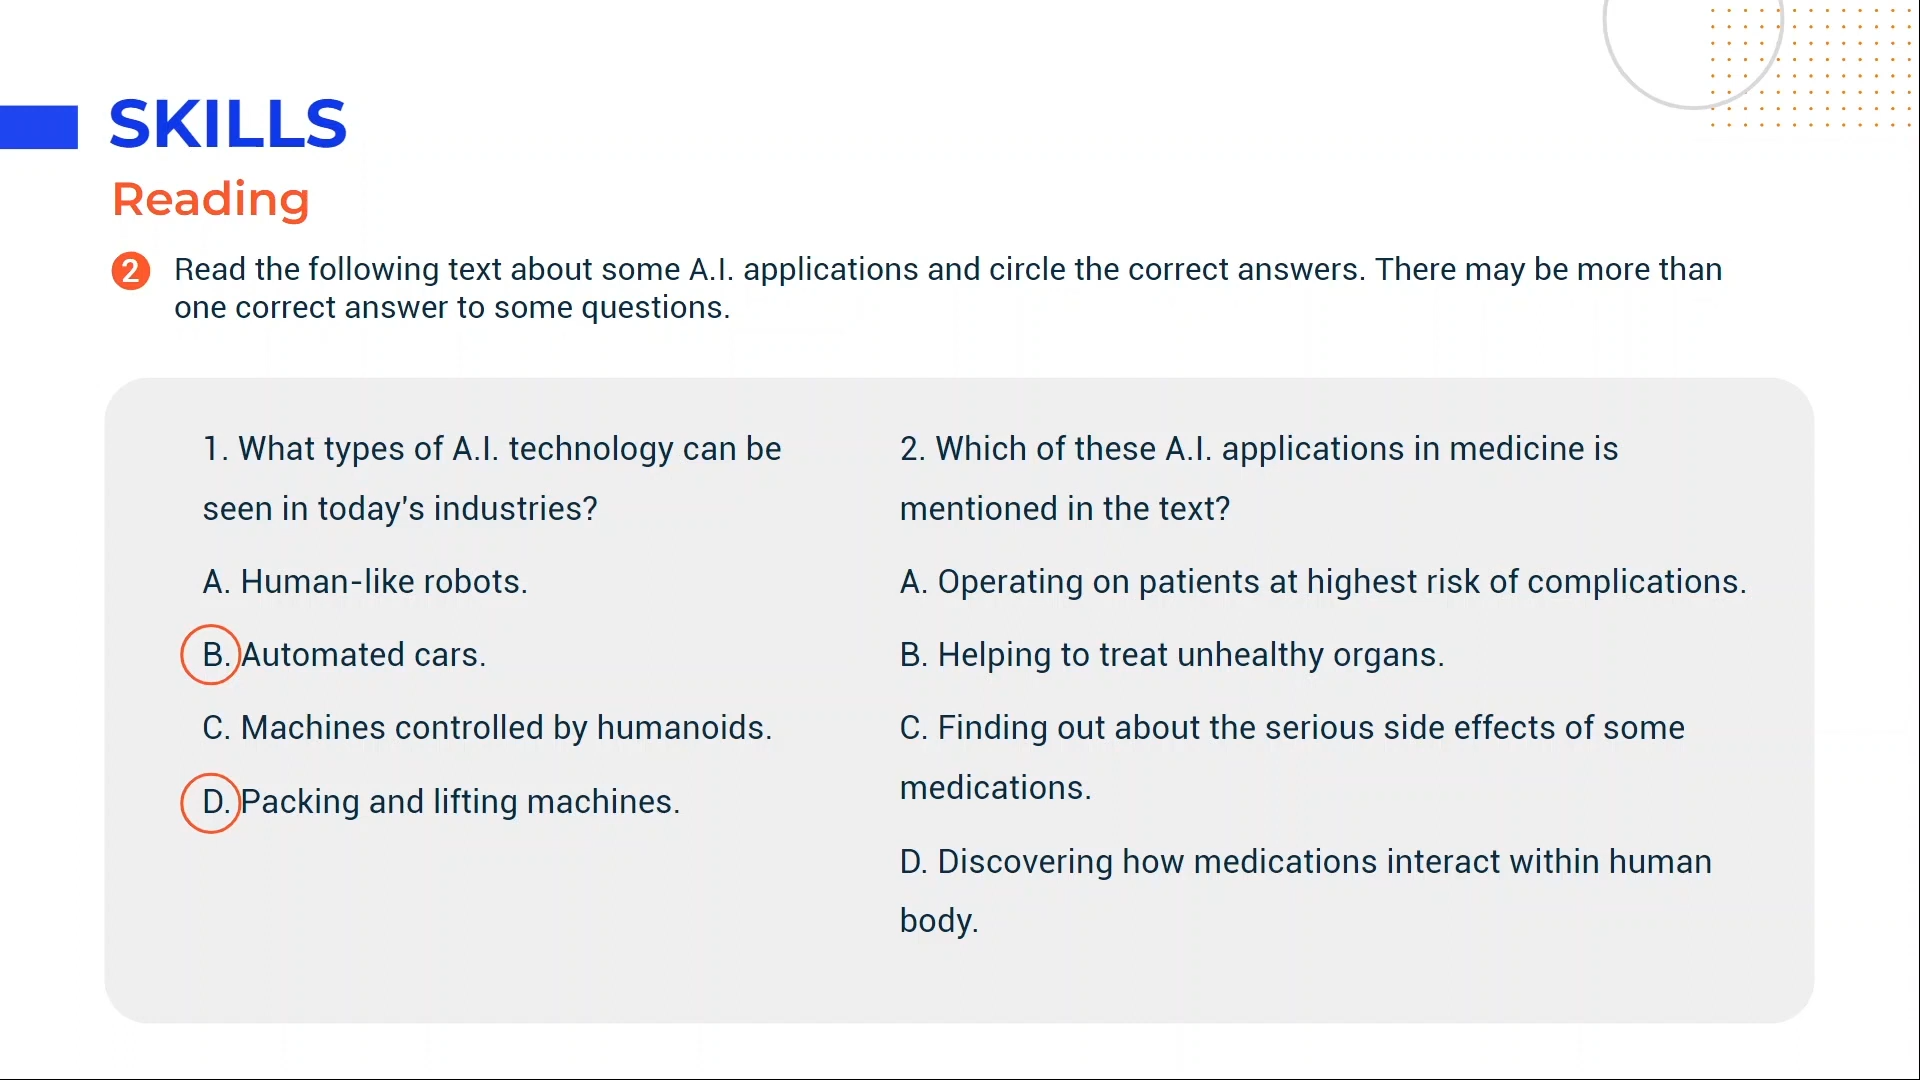 SKILLS
Reading
2 Read the following text about some A.I. applications and circle the correct answers. There may be more than
one correct answer to some questions.
1. What types of A.I. technology can be
seen in today's industries?
A. Human-like robots.
B. Automated cars.
C. Machines controlled by humanoids.
D. Packing and lifting machines.
2. Which of these A.I. applications in medicine is
mentioned in the text?
A. Operating on patients at highest risk of complications.
B. Helping to treat unhealthy organs.
C. Finding out about the serious side effects of some
medications.
D. Discovering how medications interact within human
body.